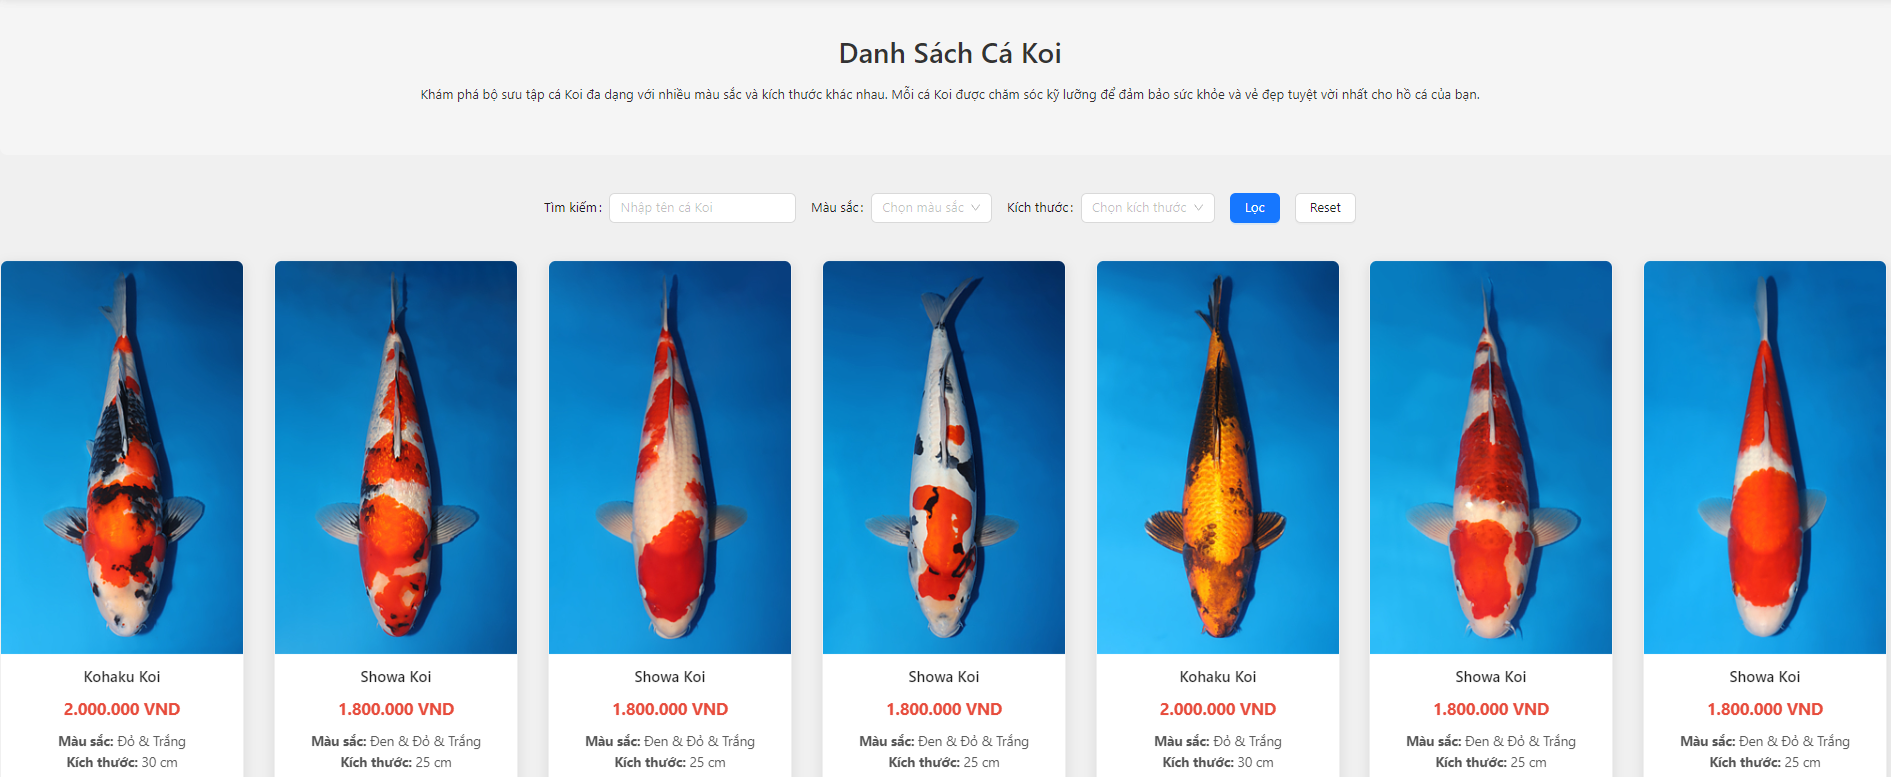 Danh Sách Cá Koi
Khám phá bộ sưu tập cá Koi đa dạng với nhiều màu sắc và kích thước khác nhau. Mỗi cá Koi được chăm sóc kỹ lưỡng để đảm bảo sức khỏe và vẻ đẹp tuyệt vời nhất cho hồ cá của bạn.
Tìm kiếm: Nhập tên cá Koi Màu sắc: Chọn màu sắc Kích thước: Chọn kích thước Lọc Reset
Kohaku Koi
2.000.000 VND
Màu sắc: Đỏ & Trắng
Kích thước: 30 cm
Showa Koi
1.800.000 VND
Màu sắc: Đen & Đỏ & Trắng
Kích thước: 25 cm
Showa Koi
1.800.000 VND
Màu sắc: Đen & Đỏ & Trắng
Kích thước: 25 cm
Showa Koi
1.800.000 VND
Màu sắc: Đen & Đỏ & Trắng
Kích thước: 25 cm
Kohaku Koi
2.000.000 VND
Màu sắc: Đỏ & Trắng
Kích thước: 30 cm
Showa Koi
1.800.000 VND
Màu sắc: Đen & Đỏ & Trắng
Kích thước: 25 cm
Showa Koi
1.800.000 VND
Màu sắc: Đen & Đỏ & Trắng
Kích thước: 25 cm